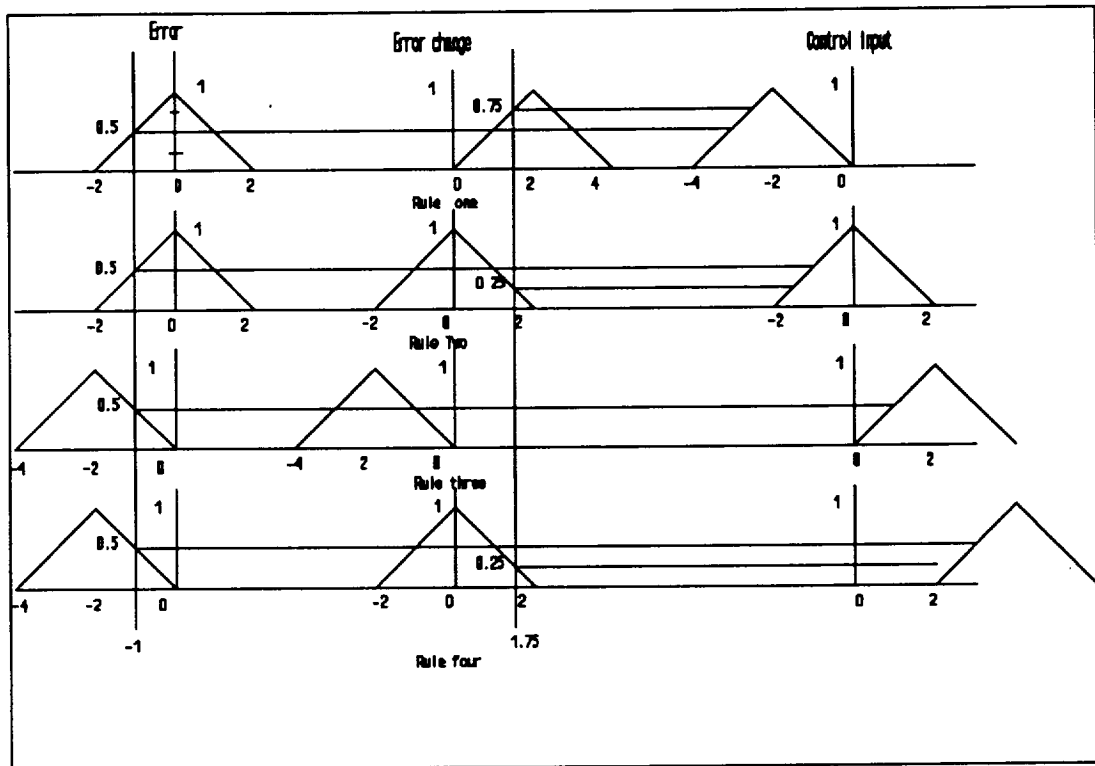 Error Error change Control input
1 1 1
0.75
0.5
-2 0 2 0 2 4 -4 -2 0
Rule one
1 1 1
0.5
0.25
-2 0 2 -2 0 2 -2 0 2
Rule Two
1 1 1
0.5
-4 -2 0 -4 2 0 0 2
Rule three
1 1 1
0.5
0.25
-4 -2 0 -2 0 2 0 2
-1 1.75
Rule four